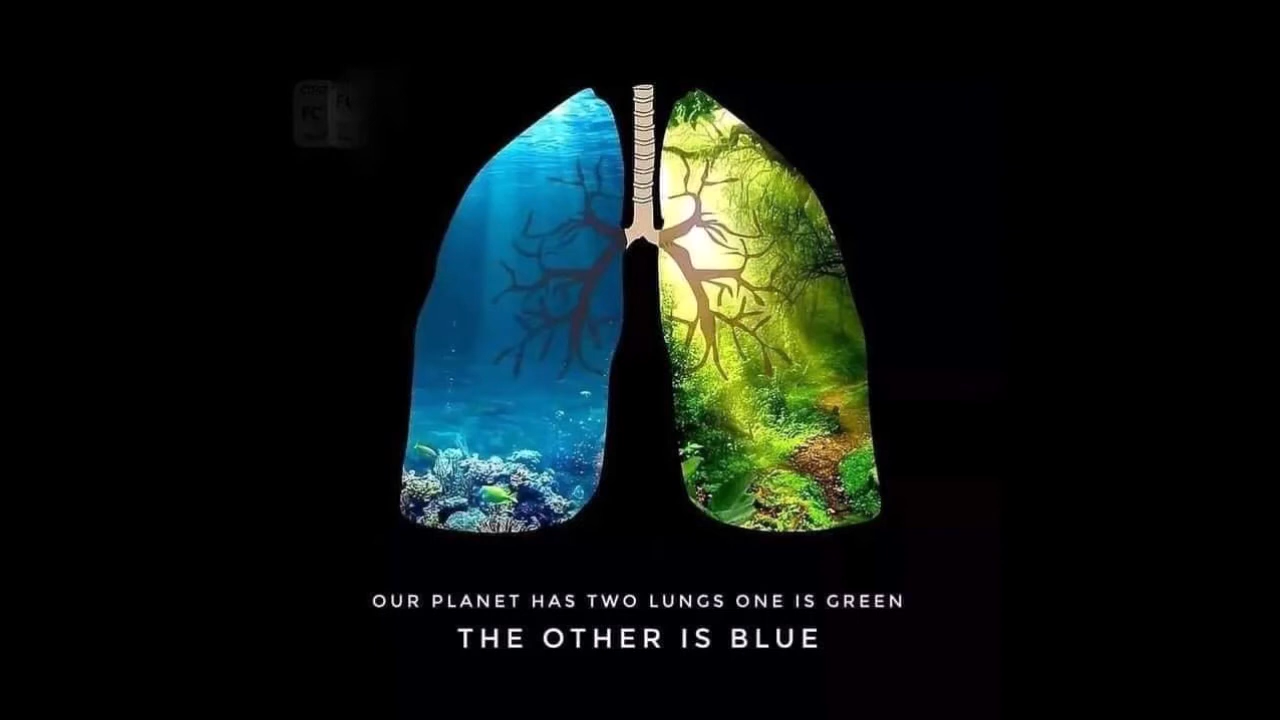 OUR PLANET HAS TWO LUNGS ONE IS GREEN
THE OTHER IS BLUE